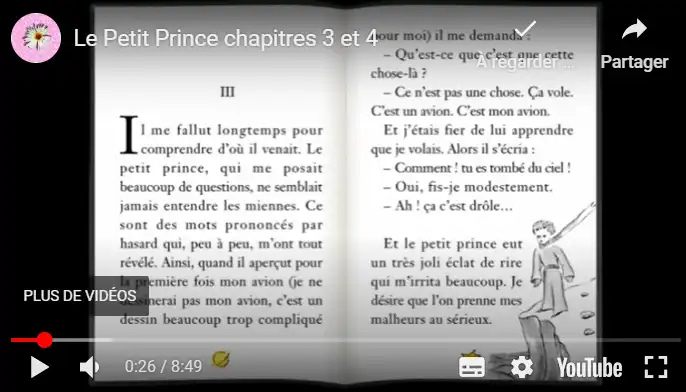 Le Petit Prince chapitres 3 et 4
À regarder ...
Partager
III
Il me fallut longtemps pour
comprendre d'où il venait. Le
petit prince, qui me posait
beaucoup de questions, ne semblait
jamais entendre les miennes. Ce
sont des mots prononcés par
hasard qui, peu à peu, m'ont tout
révélé. Ainsi, quand il aperçut pour
la première fois mon avion (je ne
dessinerai pas mon avion, c'est un
dessin beaucoup trop compliqué
pour moi) il me demanda :
– Qu'est-ce que c'est que cette
chose-là ?
– Ce n'est pas une chose. Ça vole.
C'est un avion. C'est mon avion.
Et j'étais fier de lui apprendre
que je volais. Alors il s'écria :
– Comment ! tu es tombé du ciel !
– Oui, fis-je modestement.
– Ah ! ça c'est drôle...
Et le petit prince eut
un très joli éclat de rire
qui m'irrita beaucoup. Je
désire que l'on prenne mes
malheurs au sérieux.
PLUS DE VIDÉOS
0:26 / 8:49
YouTube